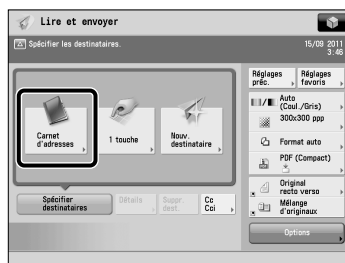 Lire et envoyer
Spécifier les destinataires.
15/09 2011
3:46
Réglages
préc.
Réglages
favoris
Auto
(Coul./Gris)
300x300 ppp
Carnet
d'adresses
1 touche
Nouv.
destinataire
Format auto
PDF (Compact)
Original
recto verso
Mélange
d'originaux
Spécifier
destinataires
Détails
Suppr.
dest.
Cc
Cci
Options